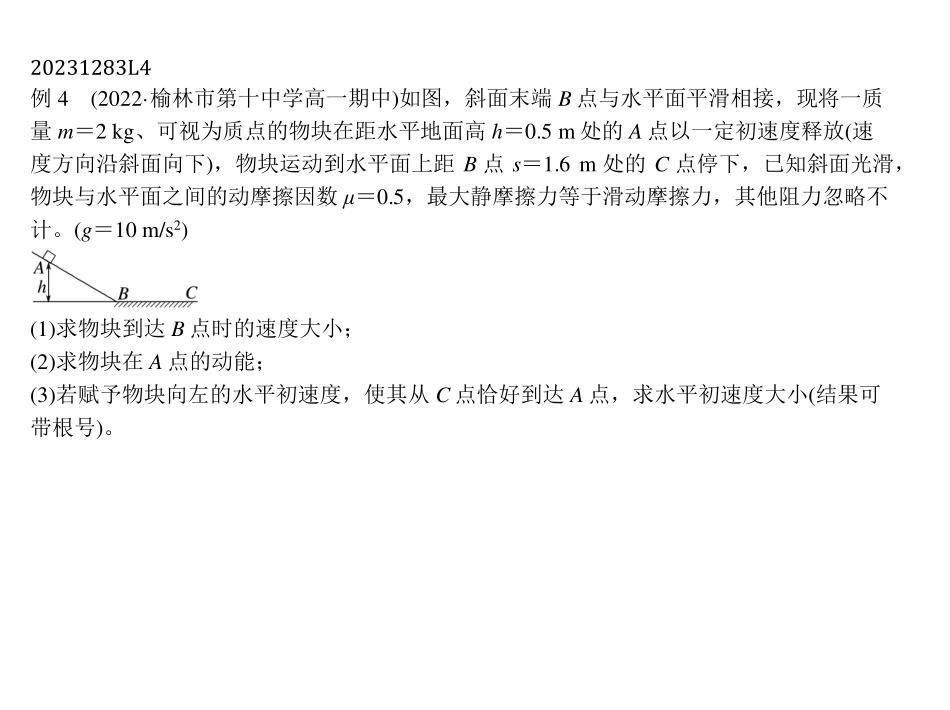 20231283L4
例 4　(2022·榆林市第十中学高一期中)如图，斜面末端 B 点与水平面平滑相接，现将一质
量 m＝2 kg、可视为质点的物块在距水平地面高 h＝0.5 m 处的 A 点以一定初速度释放(速
度方向沿斜面向下)，物块运动到水平面上距 B 点 s＝1.6 m 处的 C 点停下，已知斜面光滑，
物块与水平面之间的动摩擦因数 μ＝0.5，最大静摩擦力等于滑动摩擦力，其他阻力忽略不
计。(g＝10 m/s²)
A
h
B
C
(1)求物块到达 B 点时的速度大小；
(2)求物块在 A 点的动能；
(3)若赋予物块向左的水平初速度，使其从 C 点恰好到达 A 点，求水平初速度大小(结果可
带根号)。